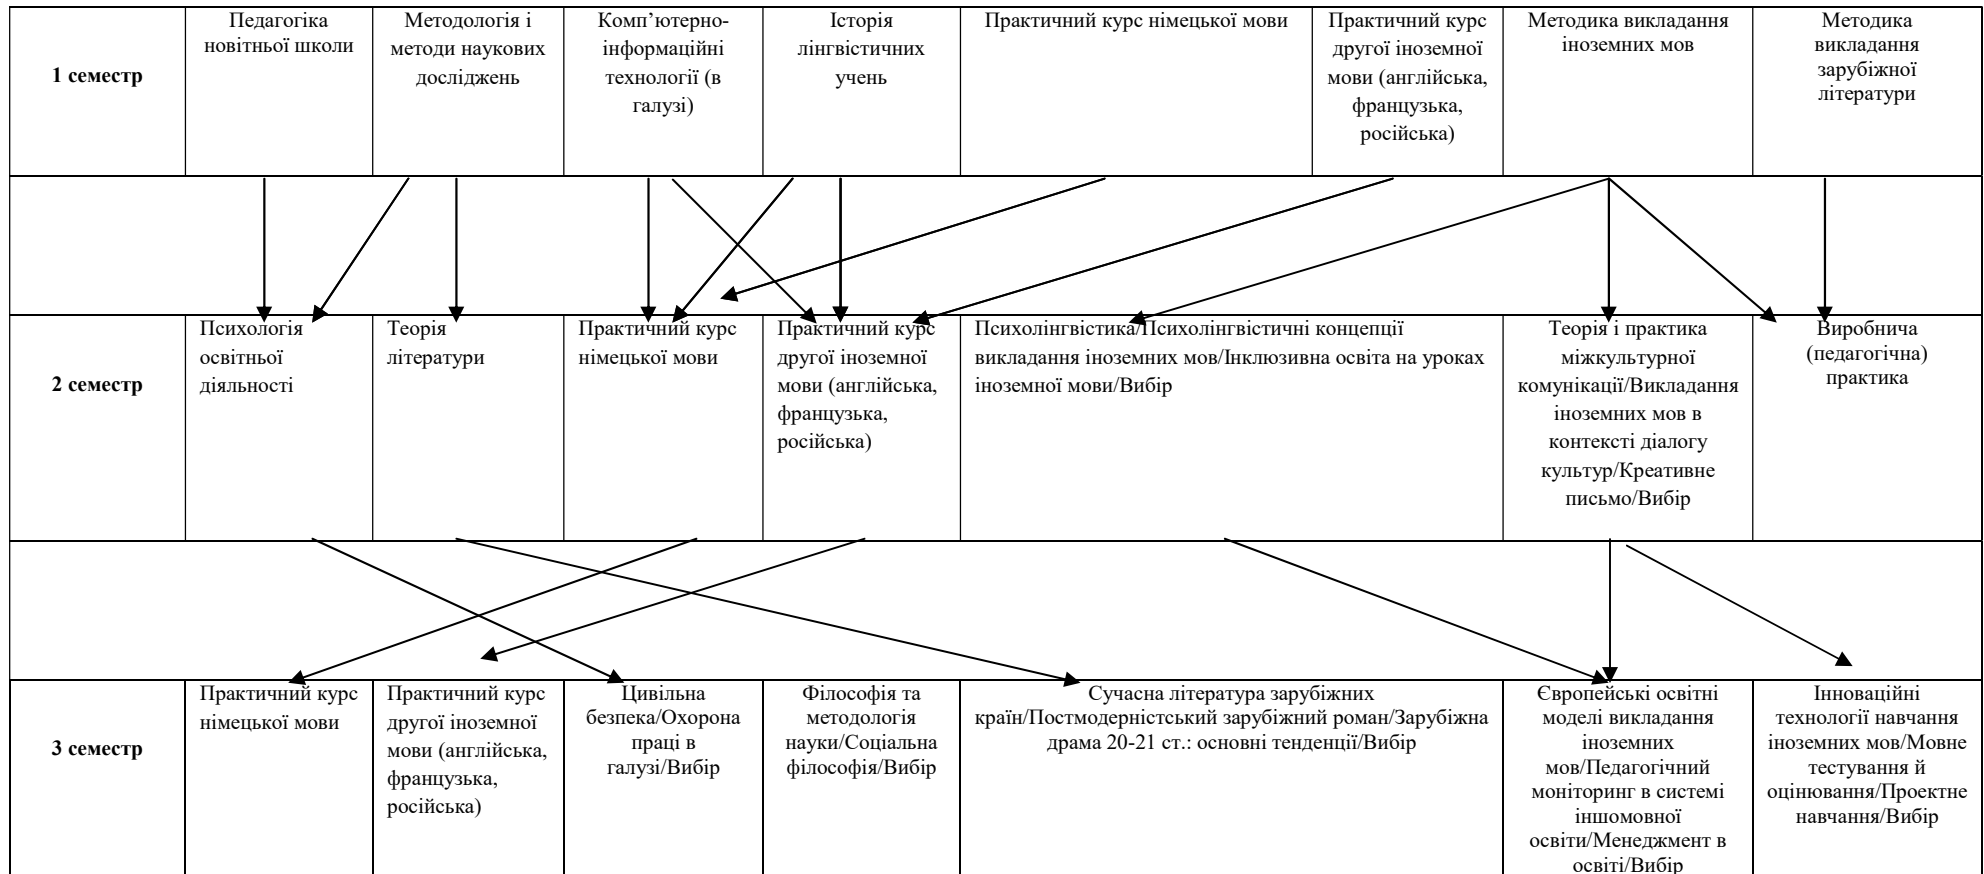 1 семестр
Педагогіка
новітньої школи
Методологія і
методи наукових
досліджень
Комп’ютерно-
інформаційні
технології (в
галузі)
Історія
лінгвістичних
учень
Практичний курс німецької мови
Практичний курс
другої іноземної
мови (англійська,
французька,
російська)
Методика викладання
іноземних мов
Методика
викладання
зарубіжної
літератури
2 семестр
Психологія
освітньої
діяльності
Теорія
літератури
Практичний курс
німецької мови
Практичний курс
другої іноземної
мови (англійська,
французька,
російська)
Психолінгвістика/Психолінгвістичні концепції
викладання іноземних мов/Інклюзивна освіта на уроках
іноземної мови/Вибір
Теорія і практика
міжкультурної
комунікації/Викладання
іноземних мов в
контексті діалогу
культур/Креативне
письмо/Вибір
Виробнича
(педагогічна)
практика
3 семестр
Практичний курс
німецької мови
Практичний курс
другої іноземної
мови (англійська,
французька,
російська)
Цивільна
безпека/Охорона
праці в
галузі/Вибір
Філософія та
методологія
науки/Соціальна
філософія/Вибір
Сучасна література зарубіжних
країн/Постмодерністський зарубіжний роман/Зарубіжна
драма 20-21 ст.: основні тенденції/Вибір
Європейські освітні
моделі викладання
іноземних
мов/Педагогічний
моніторинг в системі
іншомовної
освіти/Менеджмент в
освіті/Вибір
Інноваційні
технології навчання
іноземних мов/Мовне
тестування й
оцінювання/Проектне
навчання/Вибір